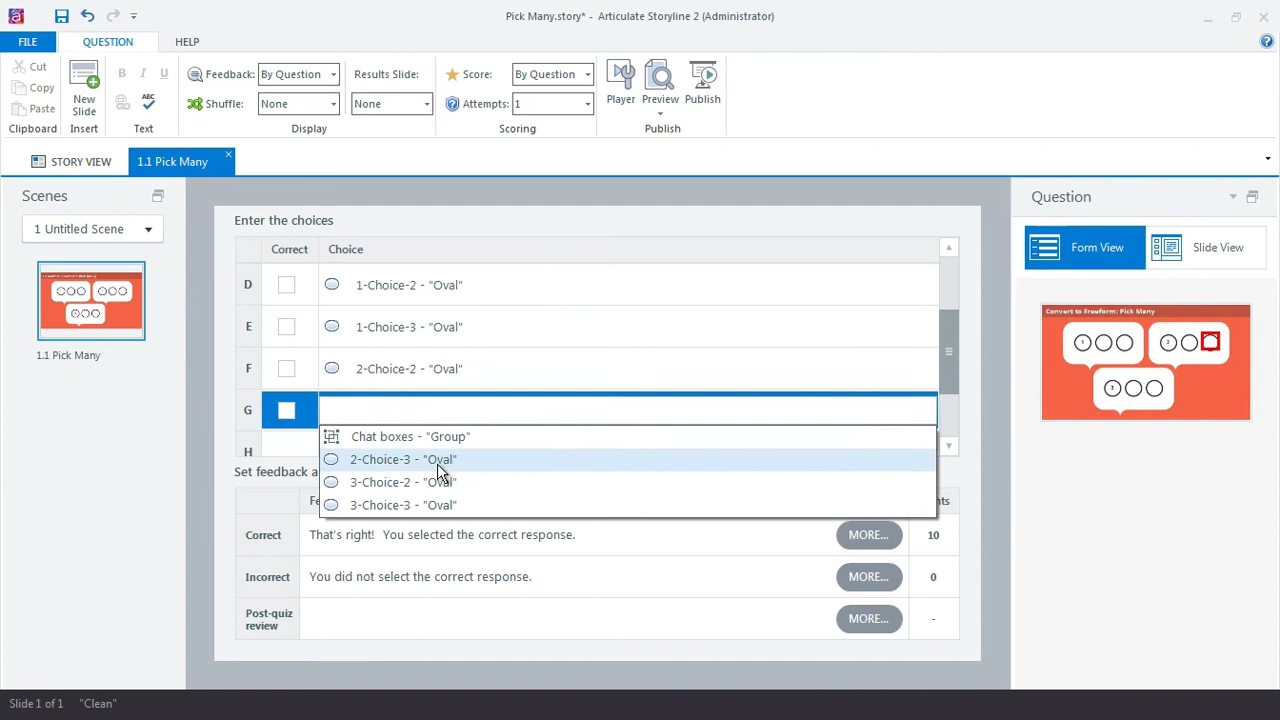 Pick Many.story* - Articulate Storyline 2 (Administrator)
FILE
QUESTION
HELP
Cut
Copy
Paste
Clipboard
New
Slide
Insert
B I U
ABC
Text
Feedback: By Question
Shuffle: None
Results Slide:
None
Display
Score: By Question
Attempts: 1
Scoring
Player
Preview
Publish
Publish
STORY VIEW
1.1 Pick Many
Scenes
1 Untitled Scene
1.1 Pick Many
Enter the choices
Correct Choice
D 1-Choice-2 - "Oval"
E 1-Choice-3 - "Oval"
F 2-Choice-2 - "Oval"
G
H
Chat boxes - "Group"
2-Choice-3 - "Oval"
3-Choice-2 - "Oval"
3-Choice-3 - "Oval"
Set feedback a
Correct That's right! You selected the correct response. MORE... 10
Incorrect You did not select the correct response. MORE... 0
Post-quiz
review
MORE... -
Question
Form View
Slide View
Convert to Freeform: Pick Many
1
2
3
Slide 1 of 1 "Clean"